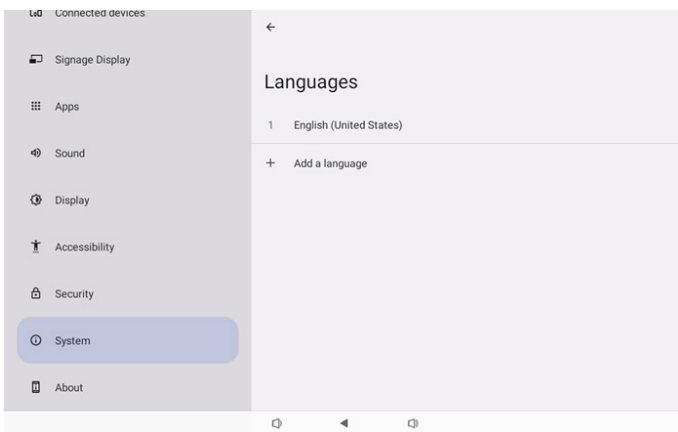 Connected devices
Signage Display
Apps
Sound
Display
Accessibility
Security
System
About
Languages
1 English (United States)
+ Add a language